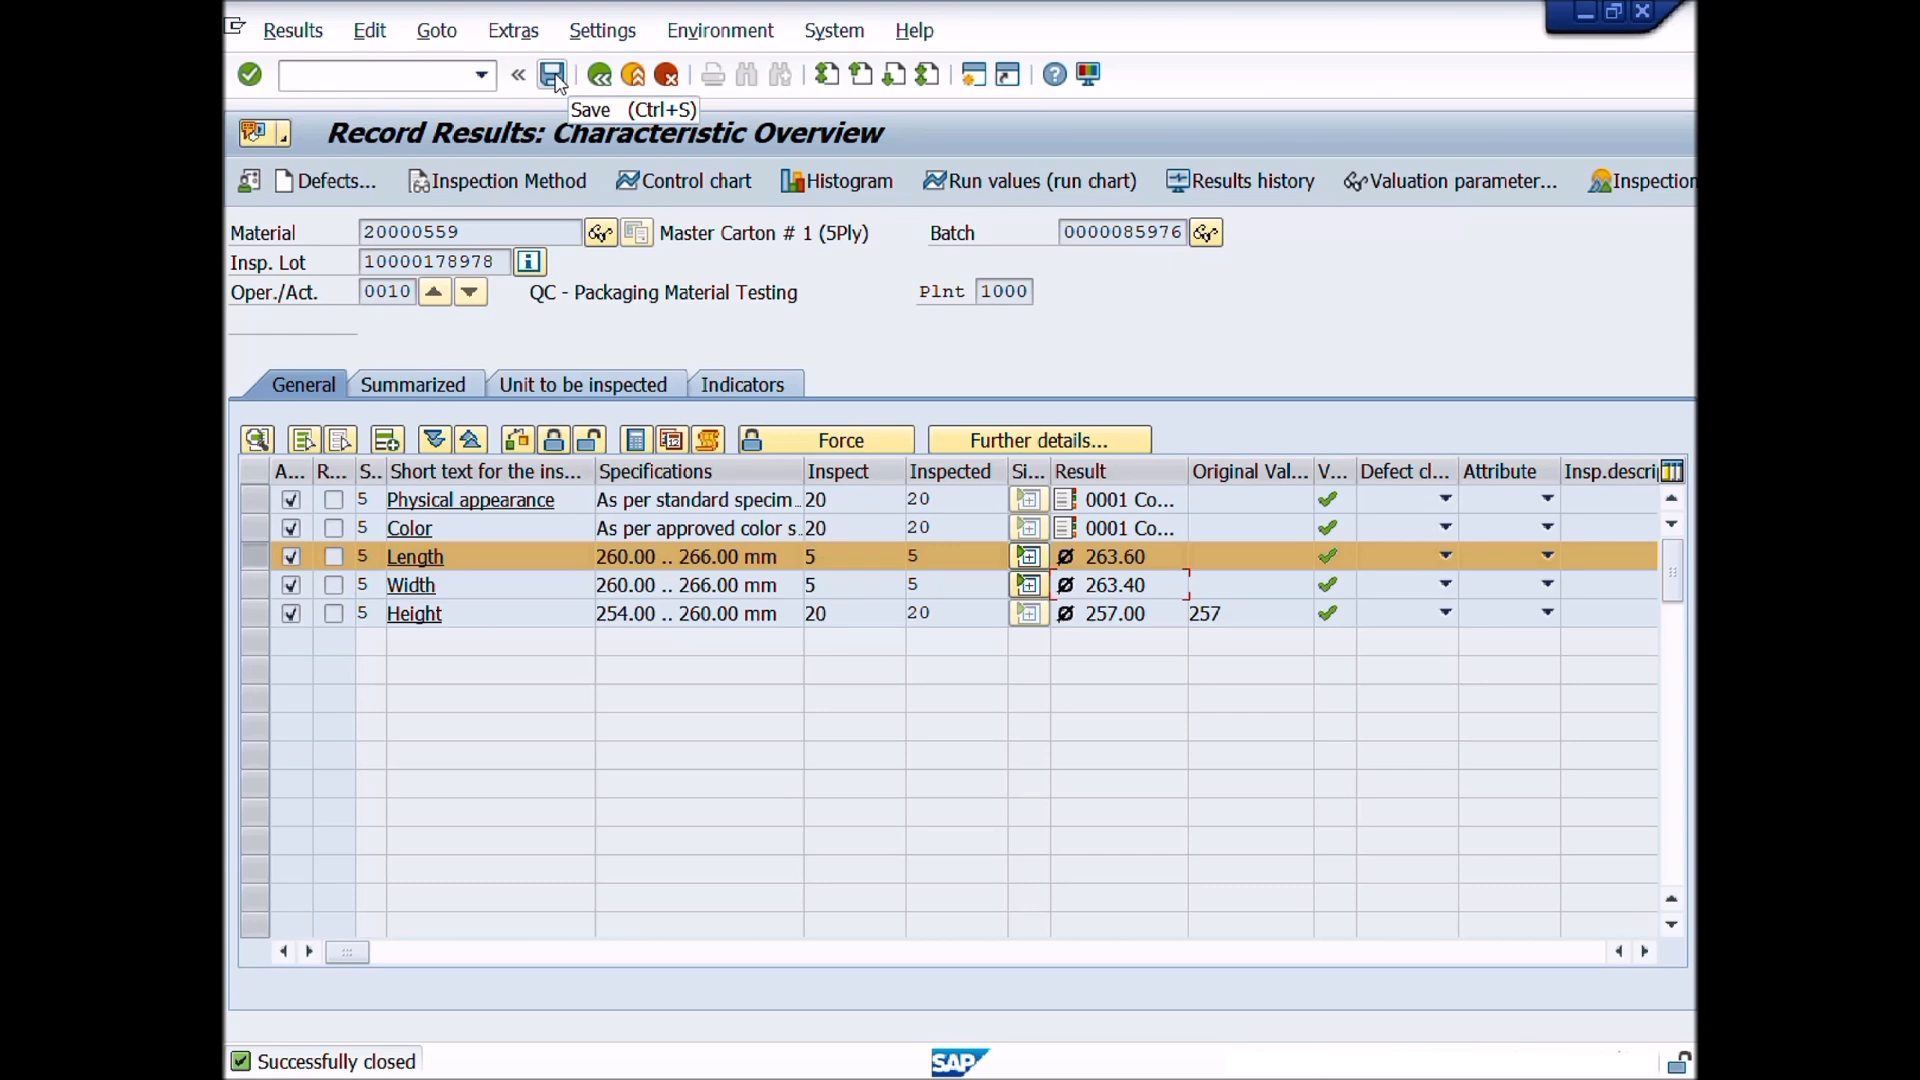 Results Edit Goto Extras Settings Environment System Help
Save (Ctrl+S)
Record Results: Characteristic Overview
Defects... Inspection Method Control chart Histogram Run values (run chart) Results history Valuation parameter... Inspection
Material 20000559 Master Carton # 1 (5Ply) Batch 0000085976
Insp. Lot 10000178978
Oper./Act. 0010 QC - Packaging Material Testing Plnt 1000
General Summarized Unit to be inspected Indicators
Force Further details...
A... R... S.. Short text for the ins... Specifications Inspect Inspected Si... Result Original Val... V... Defect cl... Attribute Insp.descri
5 Physical appearance As per standard specim.. 20 20 0001 Co...
5 Color As per approved color s.. 20 20 0001 Co...
5 Length 260.00 .. 266.00 mm 5 5 Ø 263.60
5 Width 260.00 .. 266.00 mm 5 5 Ø 263.40
5 Height 254.00 .. 260.00 mm 20 20 Ø 257.00 257
Successfully closed SAP